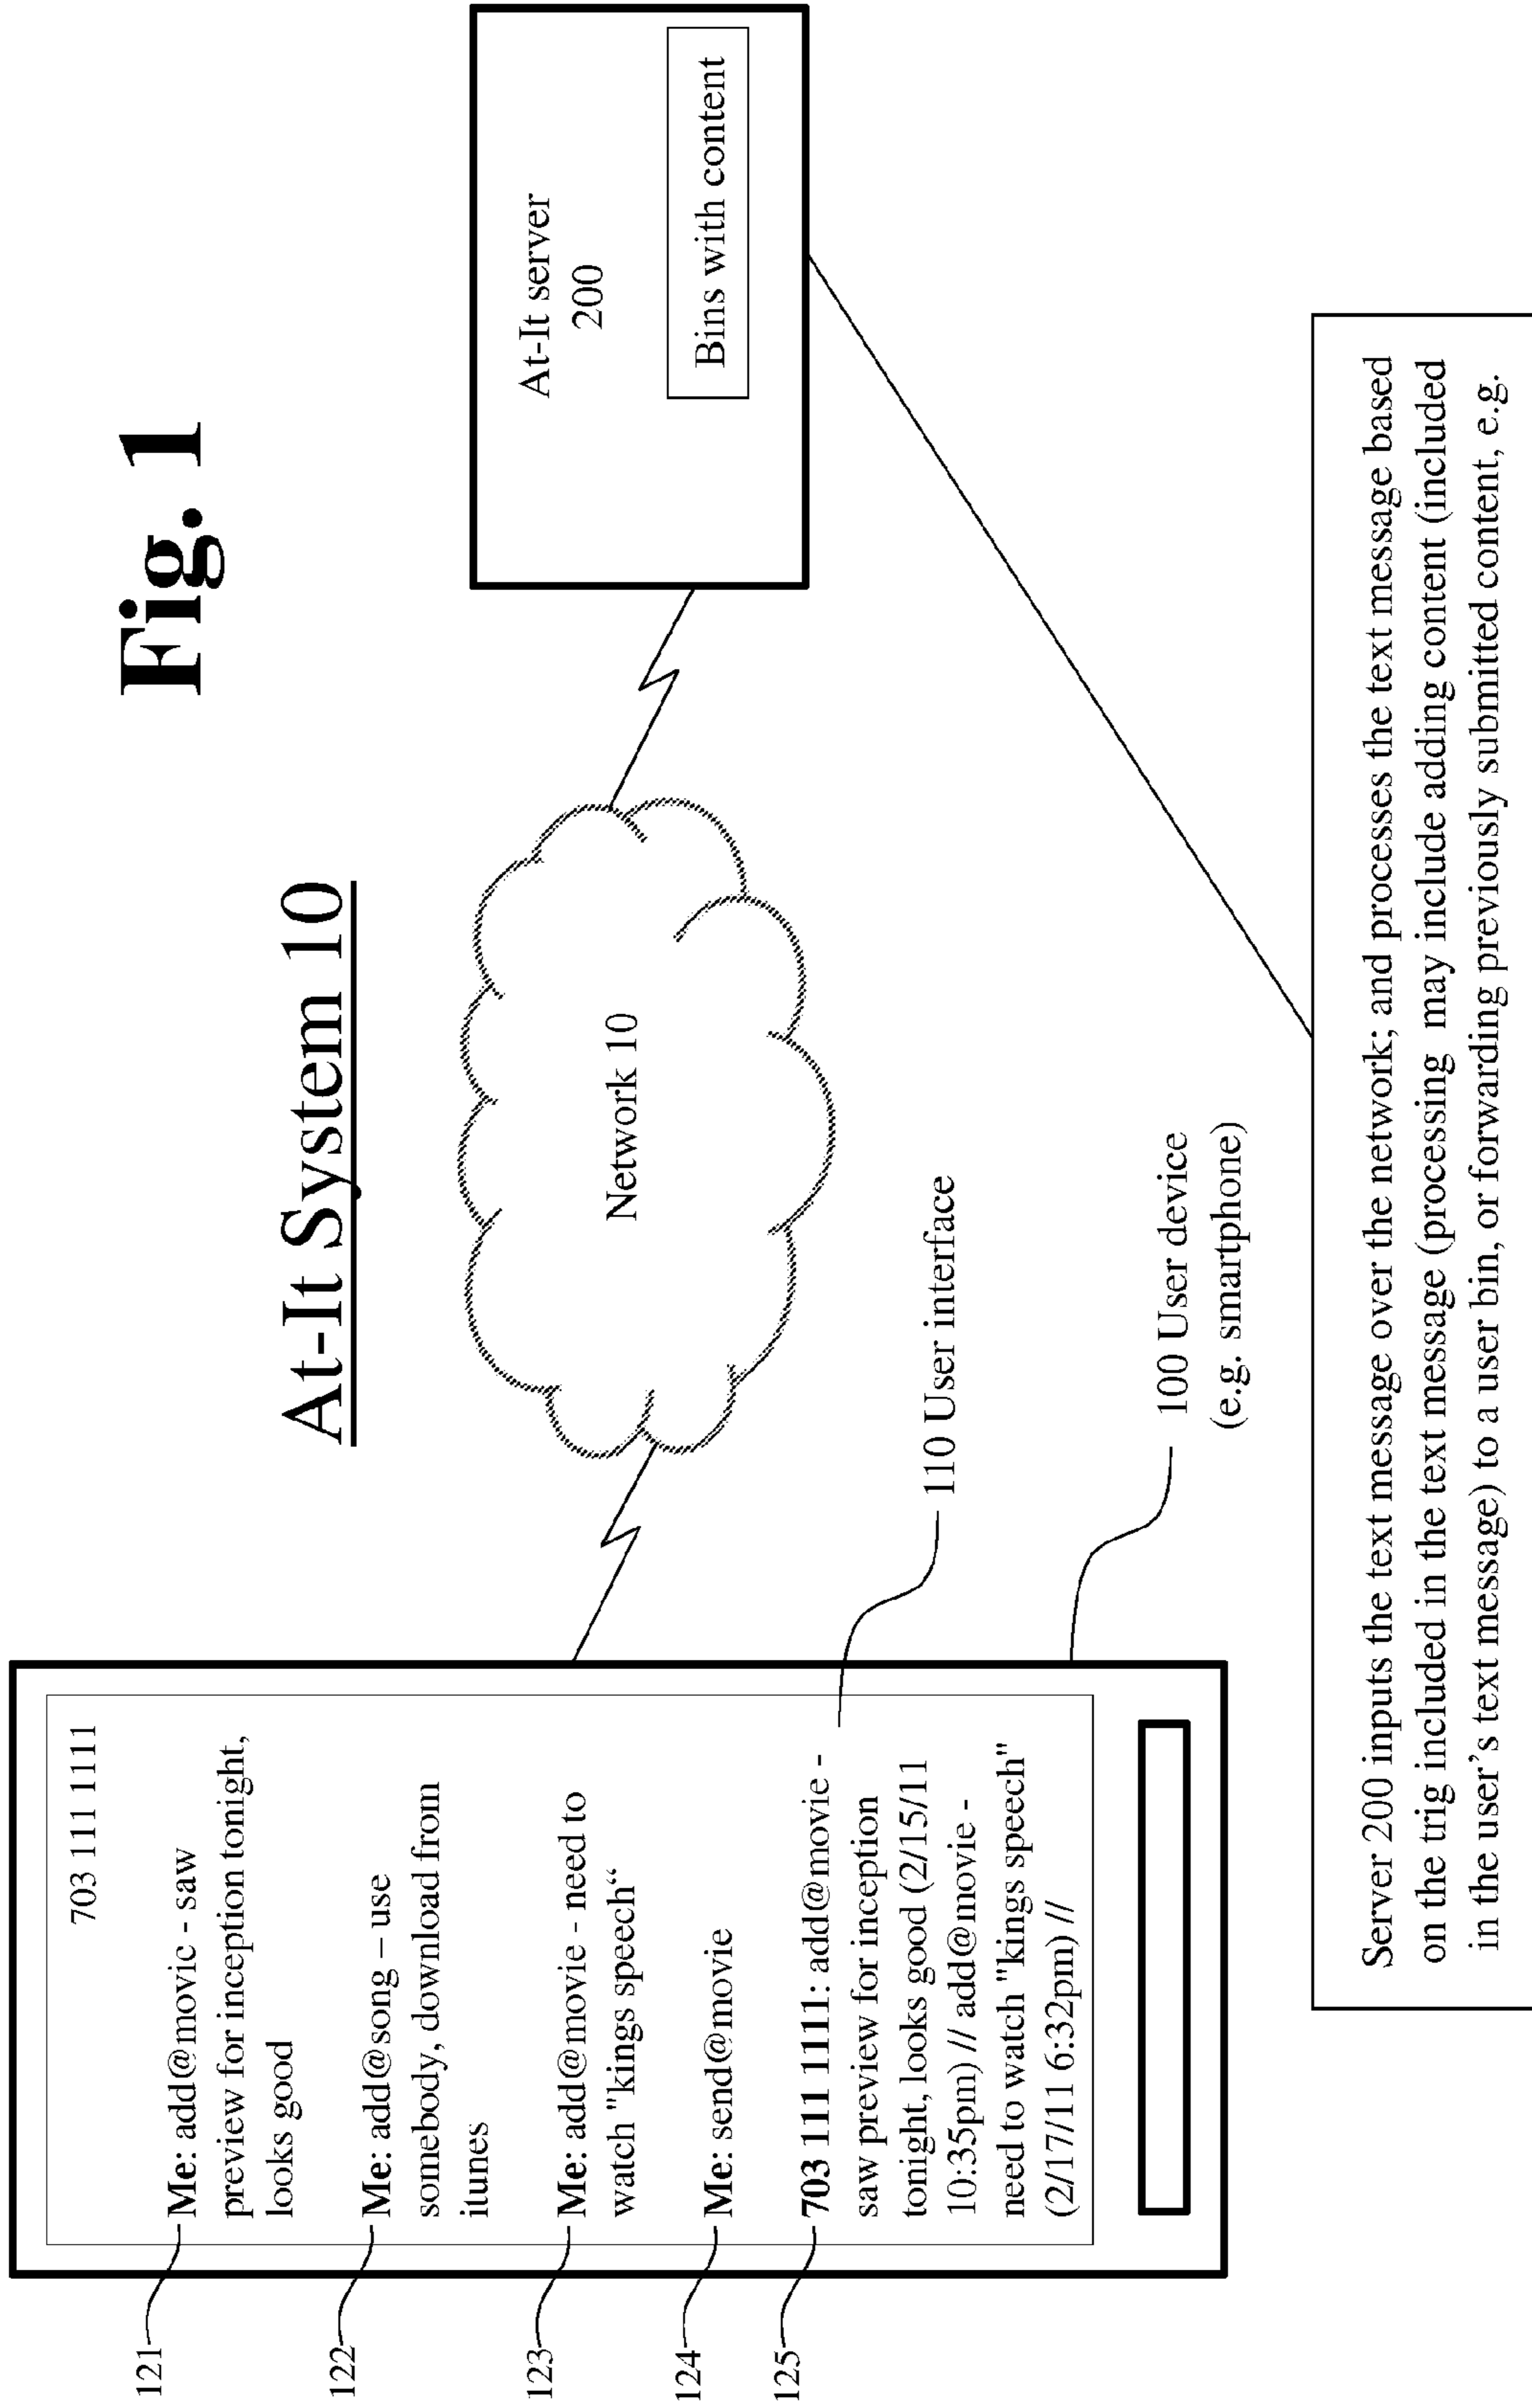 Fig. 1
At-It System 10
703 111 1111
121
Me: add@movic - saw
preview for inception tonight,
looks good
122
Me: add@song – use
somebody, download from
itunes
123
Me: add@movie - need to
watch "kings speech“
124
Me: send@movie
125
703 111 1111: add@movie -
saw preview for inception
tonight, looks good (2/15/11
10:35pm) // add@movie -
need to watch "kings speech"
(2/17/11 6:32pm) //
Network 10
At-It server
200
Bins with content
110 User interface
100 User device
(e.g. smartphone)
Server 200 inputs the text message over the network; and processes the text message based
on the trig included in the text message (processing may include adding content (included
in the user’s text message) to a user bin, or forwarding previously submitted content, e.g.